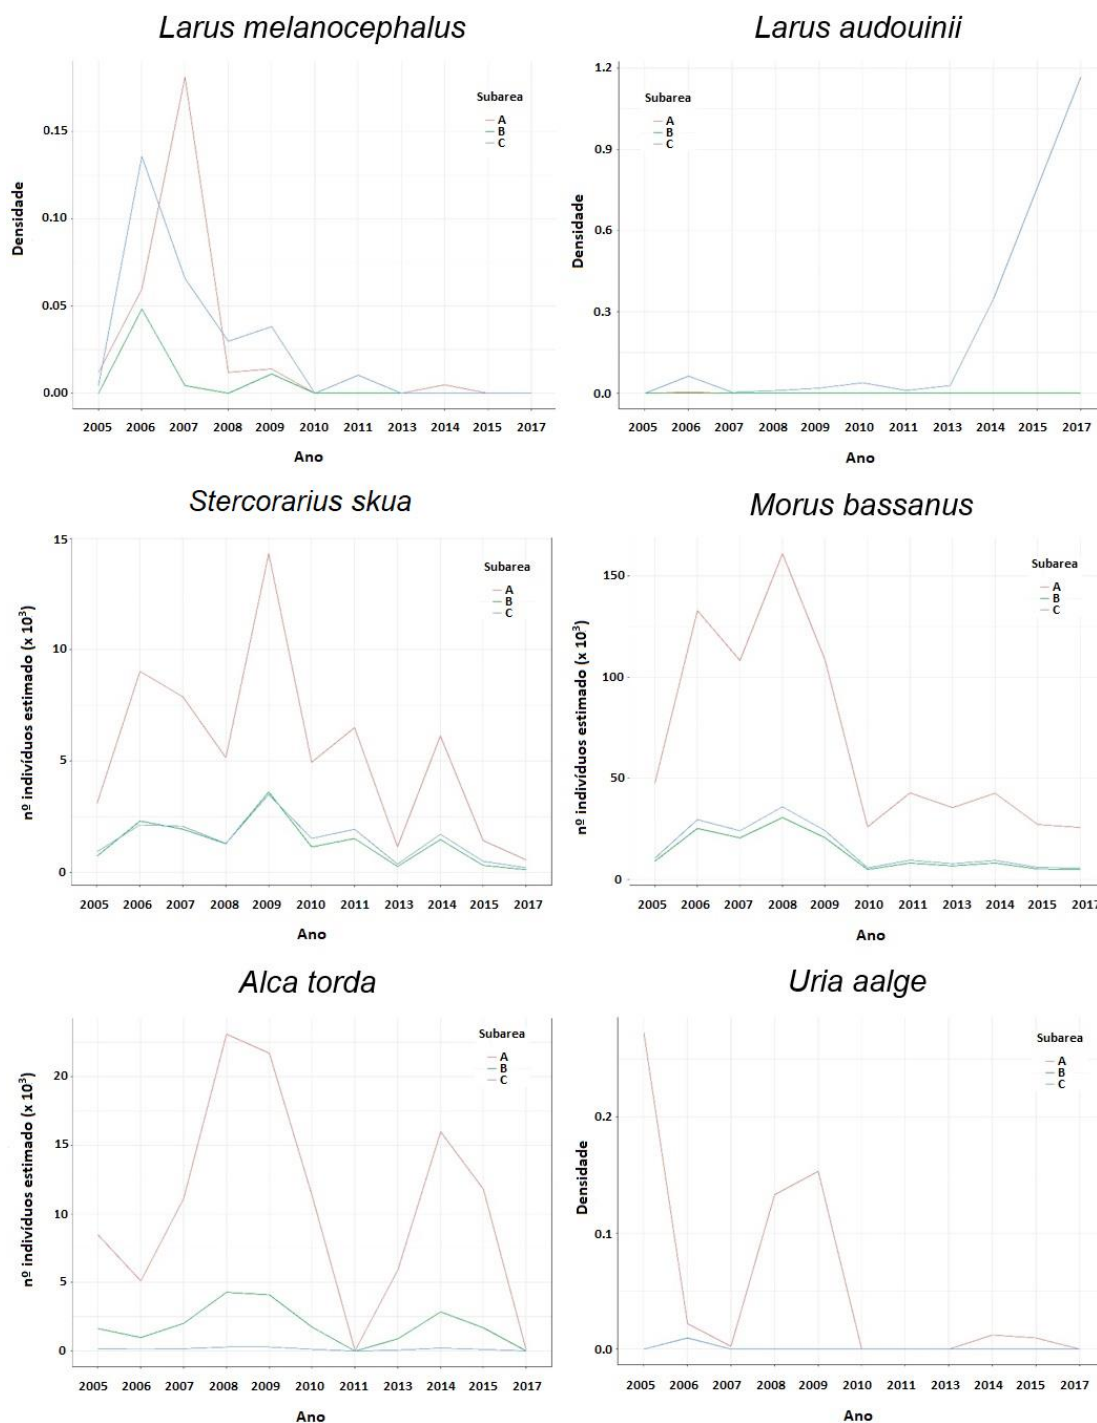 Larus melanocephalus
Densidade
0.15
0.10
0.05
0.00
Subarea
A
B
C
2005 2006 2007 2008 2009 2010 2011 2013 2014 2015 2017
Ano
Larus audouinii
Densidade
1.2
0.9
0.6
0.3
0.0
Subarea
A
B
C
2005 2006 2007 2008 2009 2010 2011 2013 2014 2015 2017
Ano
Stercorarius skua
nº indivíduos estimado (x 10³)
15
10
5
0
Subarea
A
B
C
2005 2006 2007 2008 2009 2010 2011 2013 2014 2015 2017
Ano
Morus bassanus
nº indivíduos estimado (x 10³)
150
100
50
0
Subarea
A
B
C
2005 2006 2007 2008 2009 2010 2011 2013 2014 2015 2017
Ano
Alca torda
nº indivíduos estimado (x 10³)
20
15
10
5
0
Subarea
A
B
C
2005 2006 2007 2008 2009 2010 2011 2013 2014 2015 2017
Ano
Uria aalge
Densidade
0.2
0.1
0.0
Subarea
A
B
C
2005 2006 2007 2008 2009 2010 2011 2013 2014 2015 2017
Ano